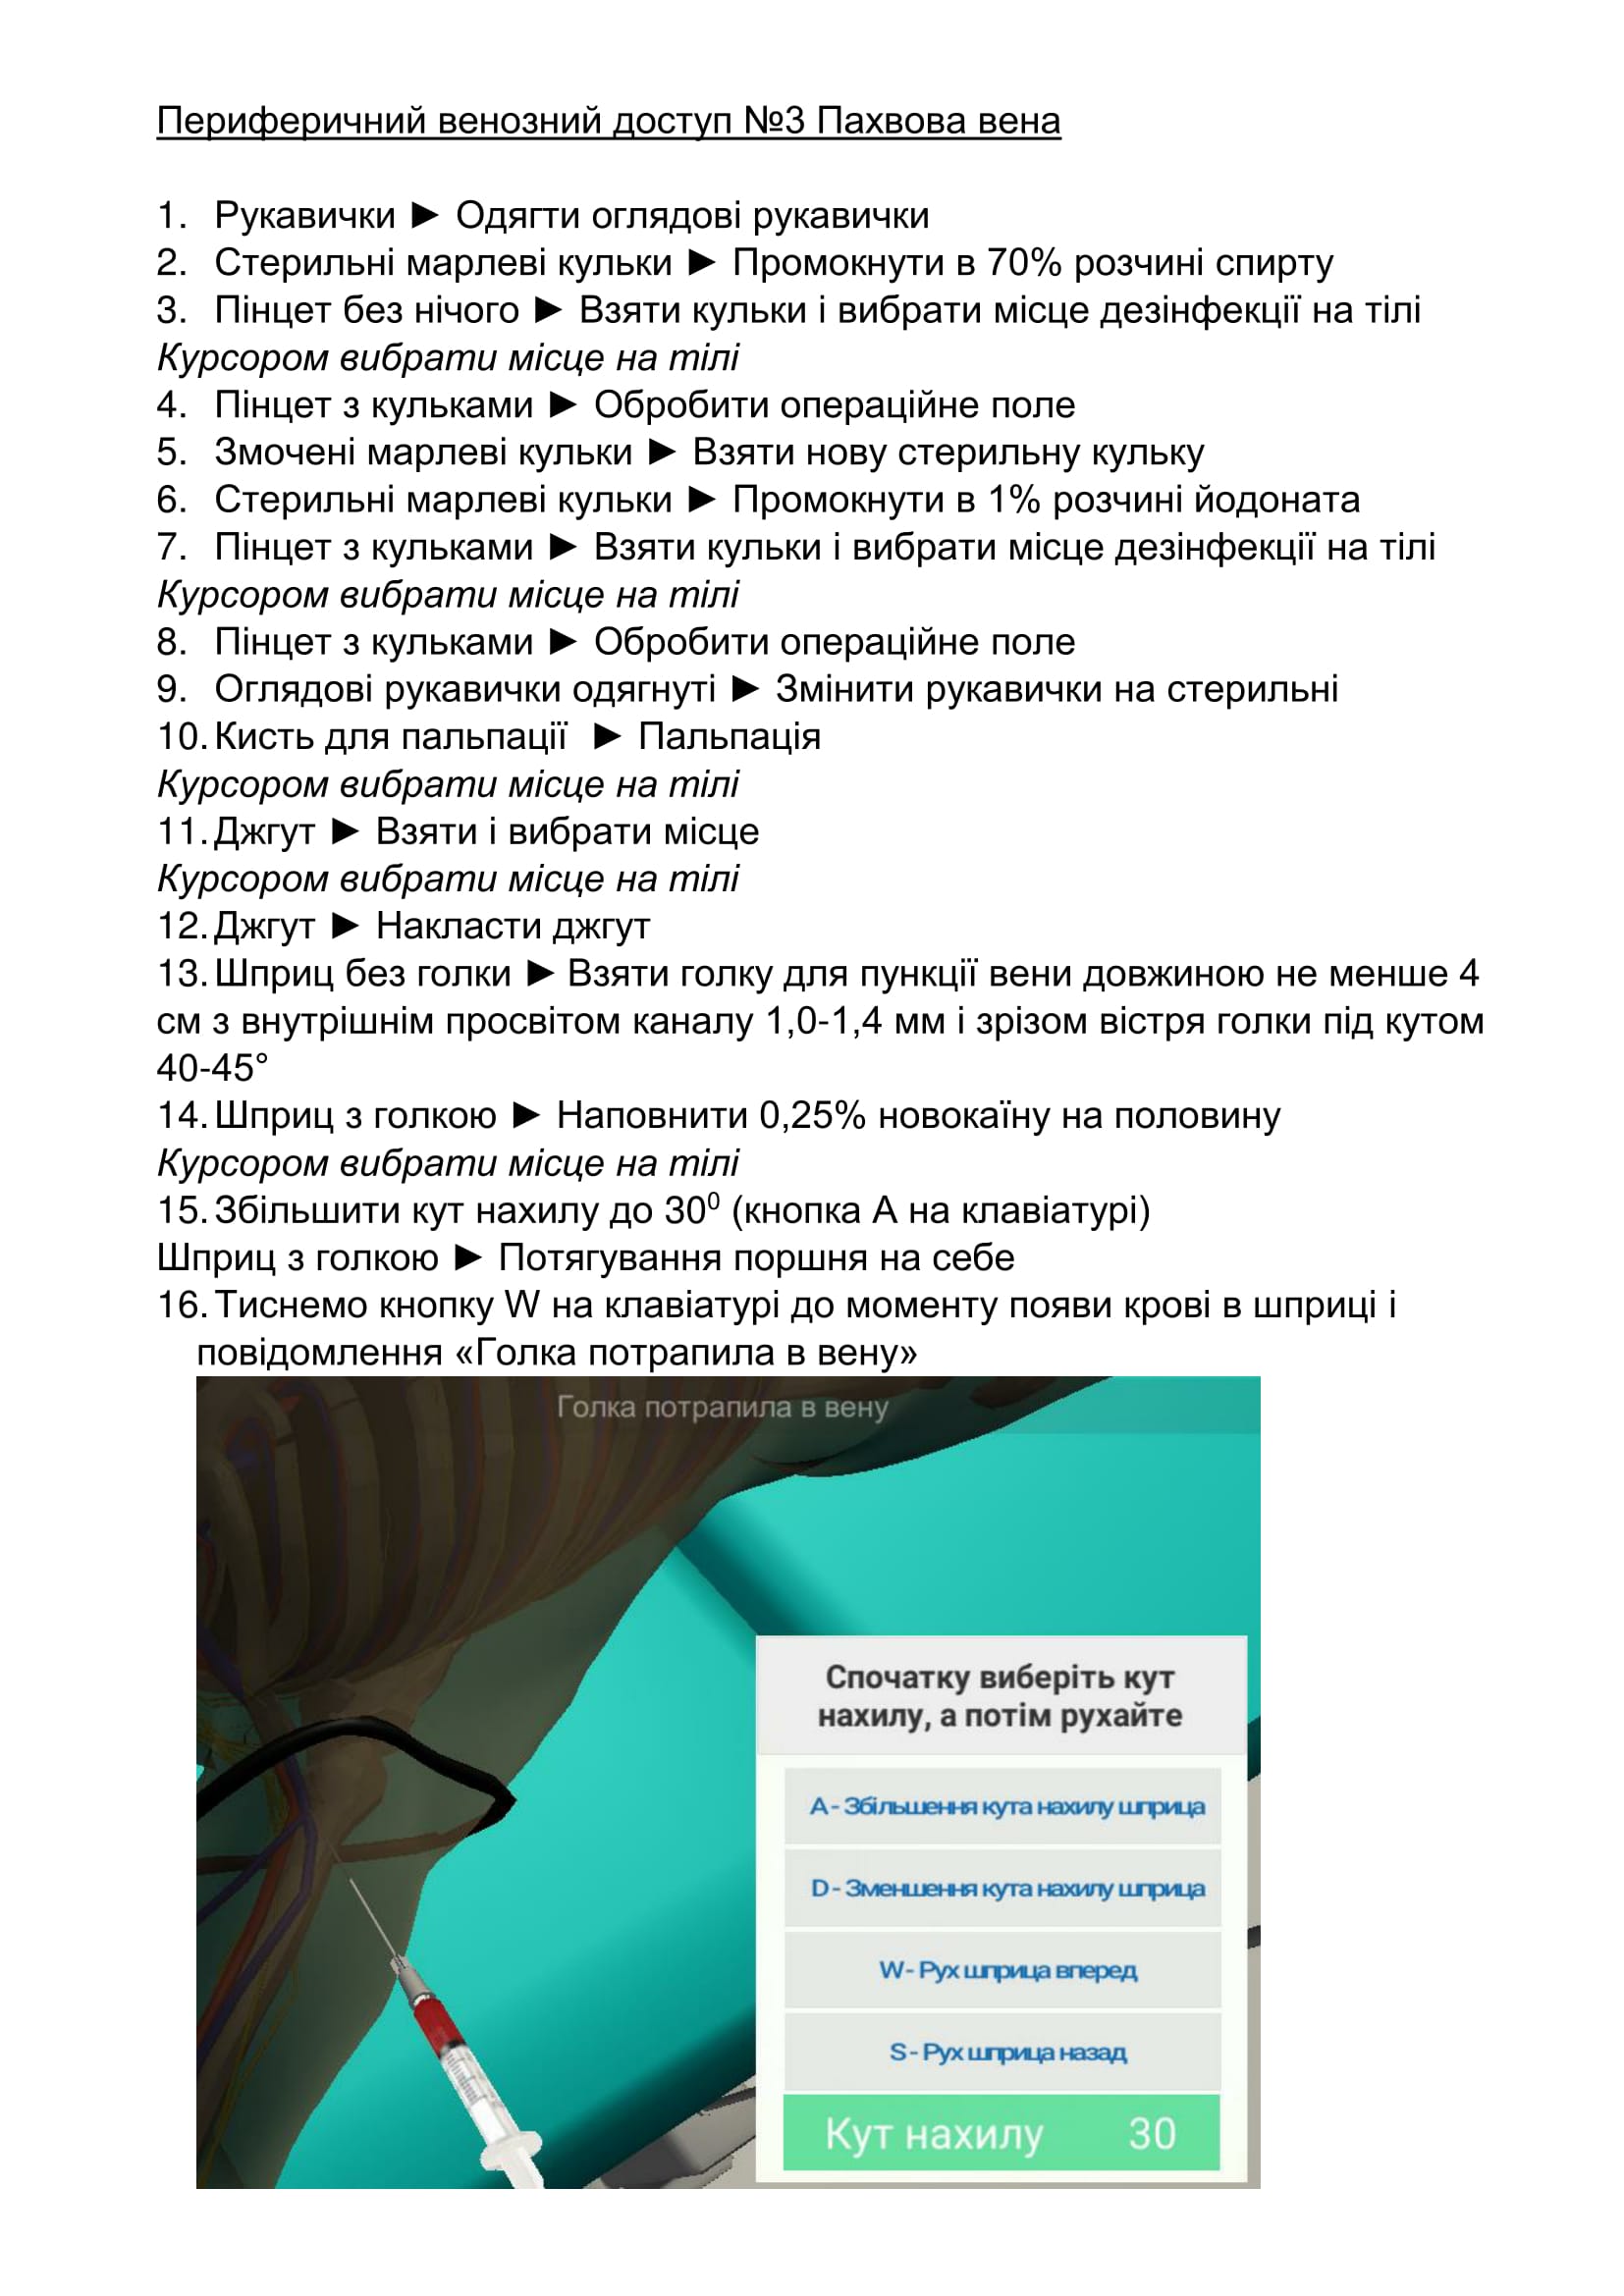 Периферичний венозний доступ №3 Пахвова вена
1. Рукавички ► Одягти оглядові рукавички
2. Стерильні марлеві кульки ► Промокнути в 70% розчині спирту
3. Пінцет без нічого ► Взяти кульки і вибрати місце дезінфекції на тілі
Курсором вибрати місце на тілі
4. Пінцет з кульками ► Обробити операційне поле
5. Змочені марлеві кульки ► Взяти нову стерильну кульку
6. Стерильні марлеві кульки ► Промокнути в 1% розчині йодоната
7. Пінцет з кульками ► Взяти кульки і вибрати місце дезінфекції на тілі
Курсором вибрати місце на тілі
8. Пінцет з кульками ► Обробити операційне поле
9. Оглядові рукавички одягнуті ► Змінити рукавички на стерильні
10. Кисть для пальпації ► Пальпація
Курсором вибрати місце на тілі
11. Джгут ► Взяти і вибрати місце
Курсором вибрати місце на тілі
12. Джгут ► Накласти джгут
13. Шприц без голки ► Взяти голку для пункції вени довжиною не менше 4
см з внутрішнім просвітом каналу 1,0-1,4 мм і зрізом вістря голки під кутом
40-45°
14. Шприц з голкою ► Наповнити 0,25% новокаїну на половину
Курсором вибрати місце на тілі
15. Збільшити кут нахилу до 30⁰ (кнопка А на клавіатурі)
Шприц з голкою ► Потягування поршня на себе
16. Тиснемо кнопку W на клавіатурі до моменту появи крові в шприці і
повідомлення «Голка потрапила в вену»
Голка потрапила в вену
Спочатку виберіть кут
нахилу, а потім рухайте
A - Збільшення кута нахилу шприца
D - Зменшення кута нахилу шприца
W - Рух шприца вперед
S - Рух шприца назад
Кут нахилу 30